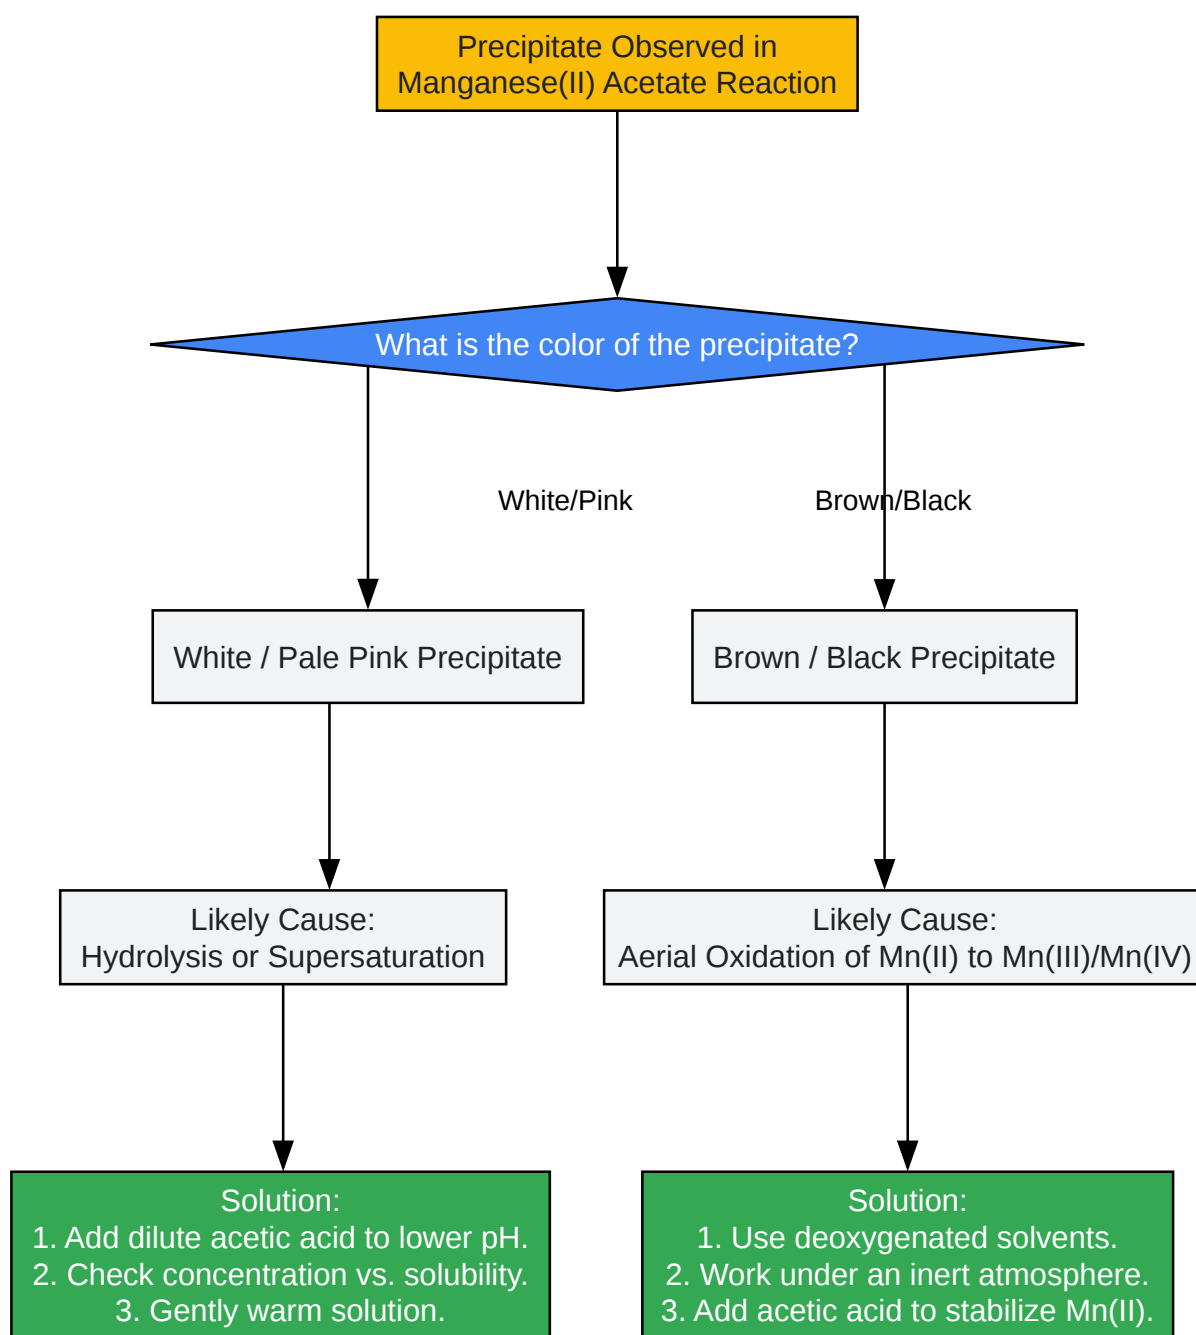 Precipitate Observed in
Manganese(II) Acetate Reaction
What is the color of the precipitate?
White/Pink
Brown/Black
White / Pale Pink Precipitate
Brown / Black Precipitate
Likely Cause:
Hydrolysis or Supersaturation
Likely Cause:
Aerial Oxidation of Mn(II) to Mn(III)/Mn(IV)
Solution:
1. Add dilute acetic acid to lower pH.
2. Check concentration vs. solubility.
3. Gently warm solution.
Solution:
1. Use deoxygenated solvents.
2. Work under an inert atmosphere.
3. Add acetic acid to stabilize Mn(II).